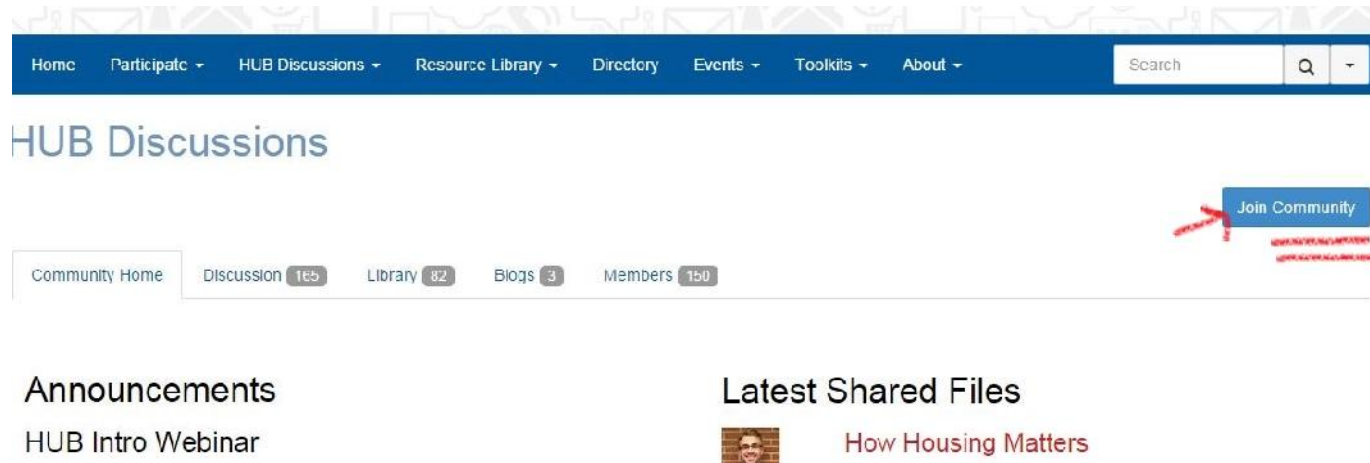 Home Participate HUB Discussions Resource Library Directory Events Toolkits About Search
HUB Discussions
Join Community
Community Home Discussion 165 Library 82 Blogs 3 Members 150
Announcements
Latest Shared Files
HUB Intro Webinar
How Housing Matters